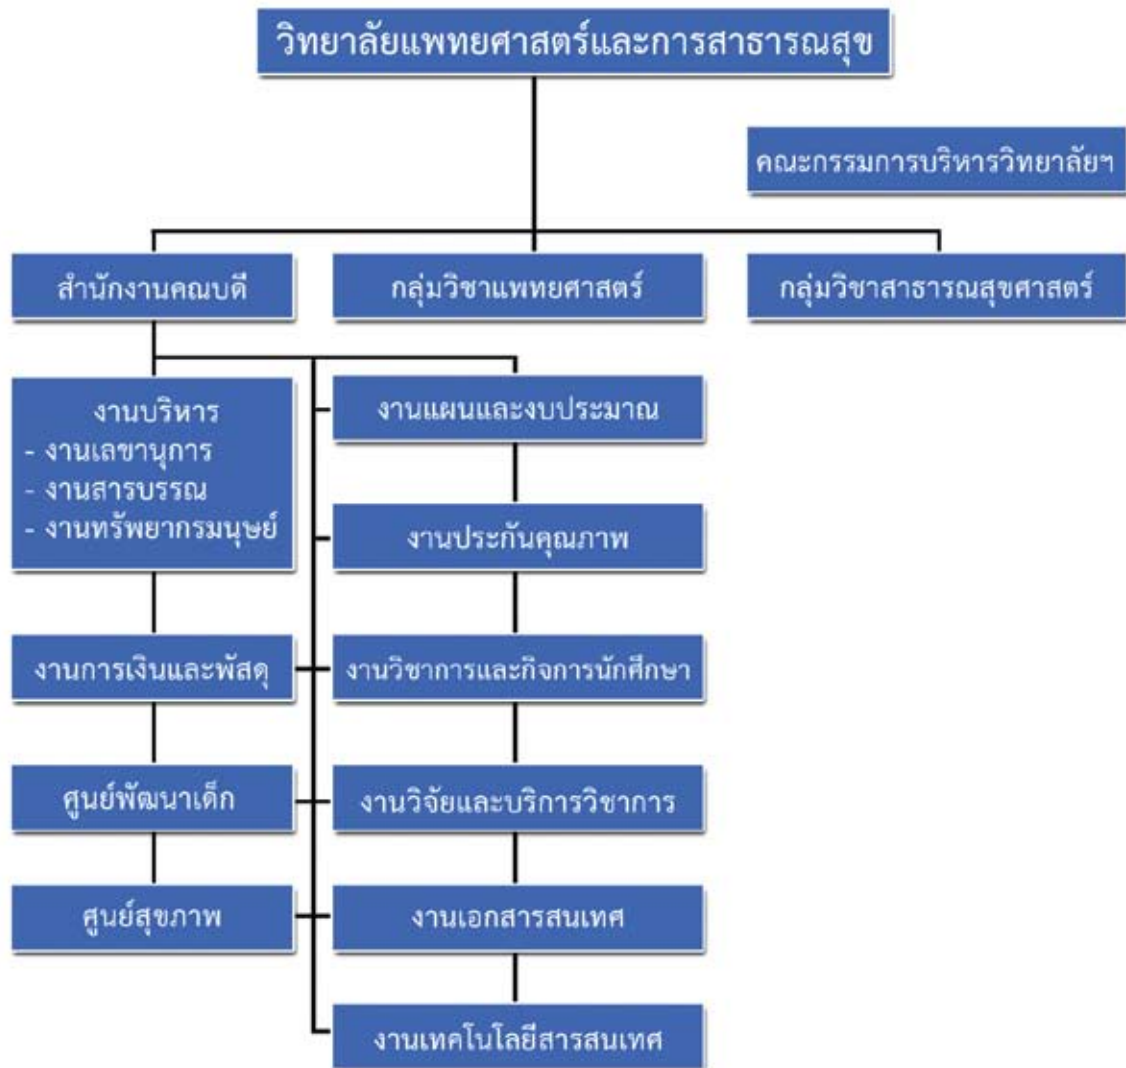 วิทยาลัยแพทยศาสตร์และการสาธารณสุข
คณะกรรมการบริหารวิทยาลัยฯ
สำนักงานคณบดี
กลุ่มวิชาแพทยศาสตร์
กลุ่มวิชาสาธารณสุขศาสตร์
งานบริหาร
- งานเลขานุการ
- งานสารบรรณ
- งานทรัพยากรมนุษย์
งานการเงินและพัสดุ
ศูนย์พัฒนาเด็ก
ศูนย์สุขภาพ
งานแผนและงบประมาณ
งานประกันคุณภาพ
งานวิชาการและกิจการนักศึกษา
งานวิจัยและบริการวิชาการ
งานเอกสารสนเทศ
งานเทคโนโลยีสารสนเทศ